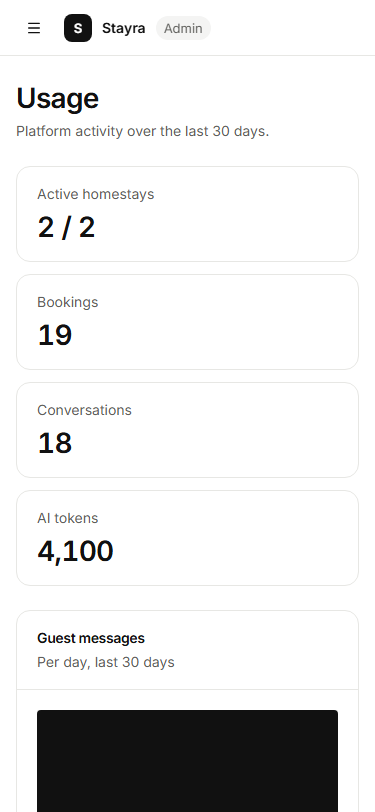 S Stayra Admin
Usage
Platform activity over the last 30 days.
Active homestays
2 / 2
Bookings
19
Conversations
18
AI tokens
4,100
Guest messages
Per day, last 30 days